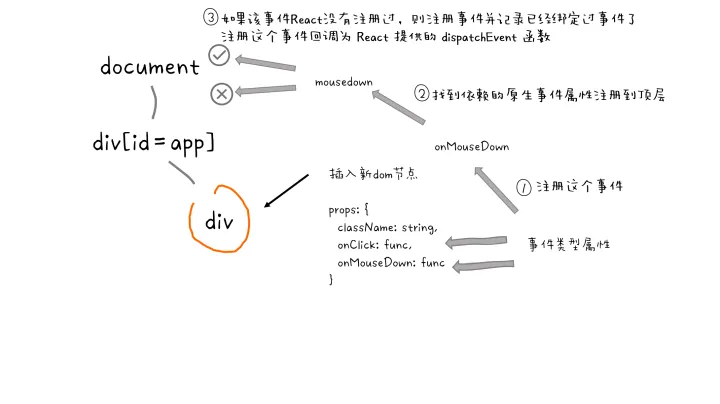 ③如果该事件React没有注册过，则注册事件并记录已经绑定过事件了
注册这个事件回调为 React 提供的 dispatchEvent 函数
document
mousedown
②找到依赖的原生事件属性注册到顶层
div[id=app]
onMouseDown
插入新dom节点
①注册这个事件
div
props: {
className: string,
onClick: func,
事件类型属性
onMouseDown: func
}